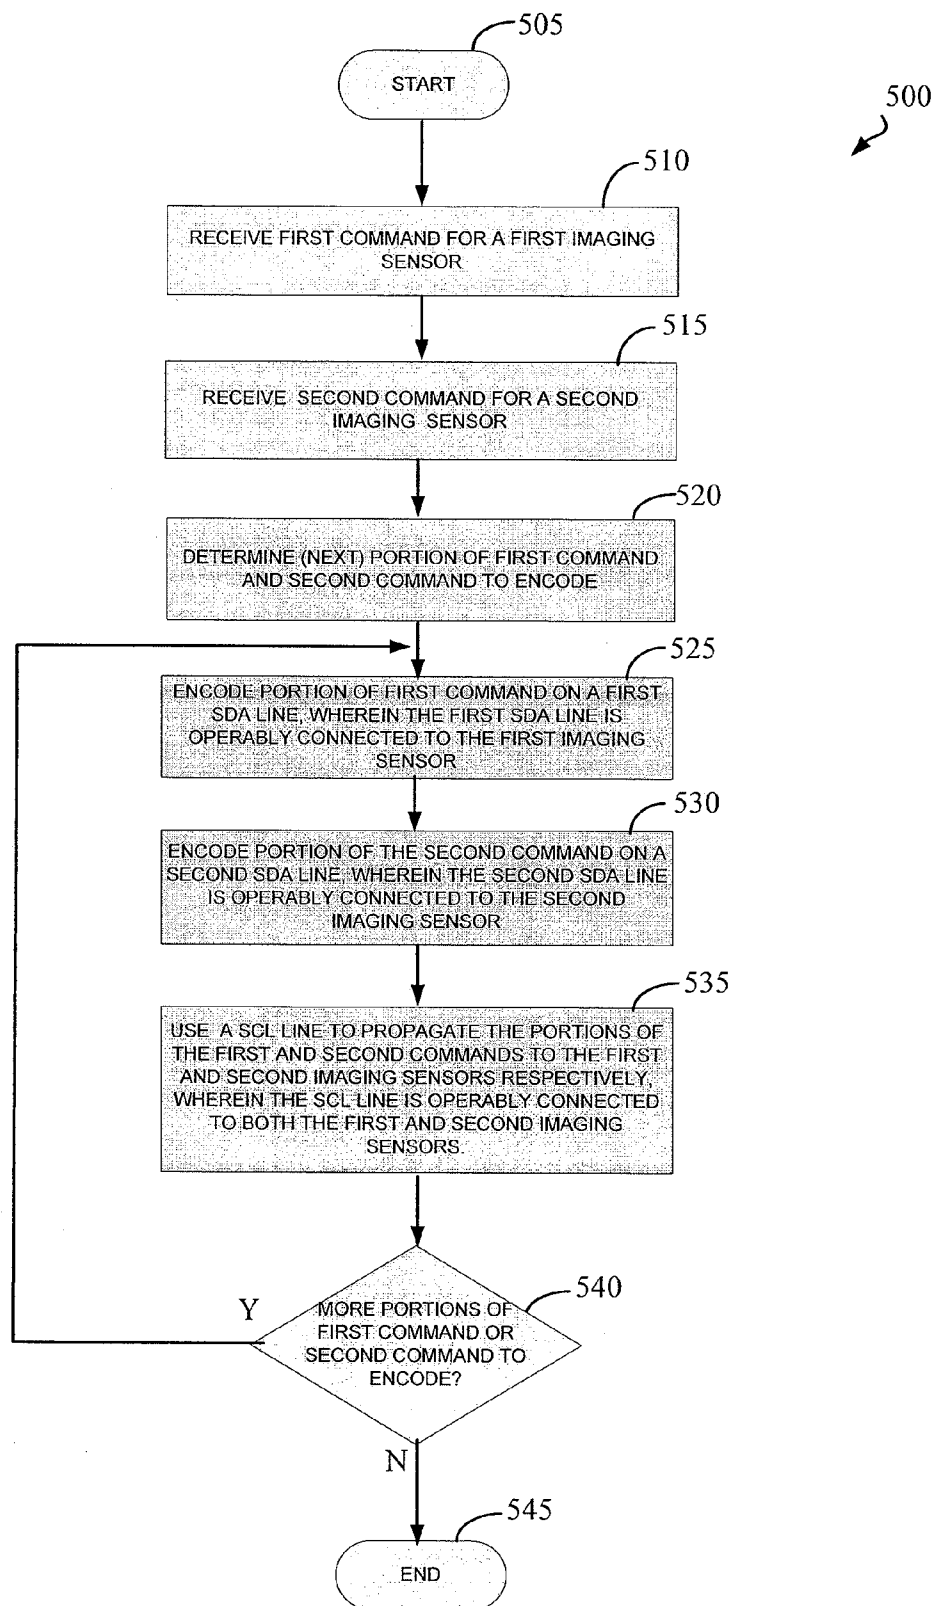 505
START
500
510
RECEIVE FIRST COMMAND FOR A FIRST IMAGING
SENSOR
515
RECEIVE SECOND COMMAND FOR A SECOND
IMAGING SENSOR
520
DETERMINE (NEXT) PORTION OF FIRST COMMAND
AND SECOND COMMAND TO ENCODE
525
ENCODE PORTION OF FIRST COMMAND ON A FIRST
SDA LINE, WHEREIN THE FIRST SDA LINE IS
OPERABLY CONNECTED TO THE FIRST IMAGING
SENSOR
530
ENCODE PORTION OF THE SECOND COMMAND ON A
SECOND SDA LINE, WHEREIN THE SECOND SDA LINE
IS OPERABLY CONNECTED TO THE SECOND
IMAGING SENSOR
535
USE A SCL LINE TO PROPAGATE THE PORTIONS OF
THE FIRST AND SECOND COMMANDS TO THE FIRST
AND SECOND IMAGING SENSORS RESPECTIVELY,
WHEREIN THE SCL LINE IS OPERABLY CONNECTED
TO BOTH THE FIRST AND SECOND IMAGING
SENSORS.
540
Y
MORE PORTIONS OF
FIRST COMMAND OR
SECOND COMMAND TO
ENCODE?
N
545
END